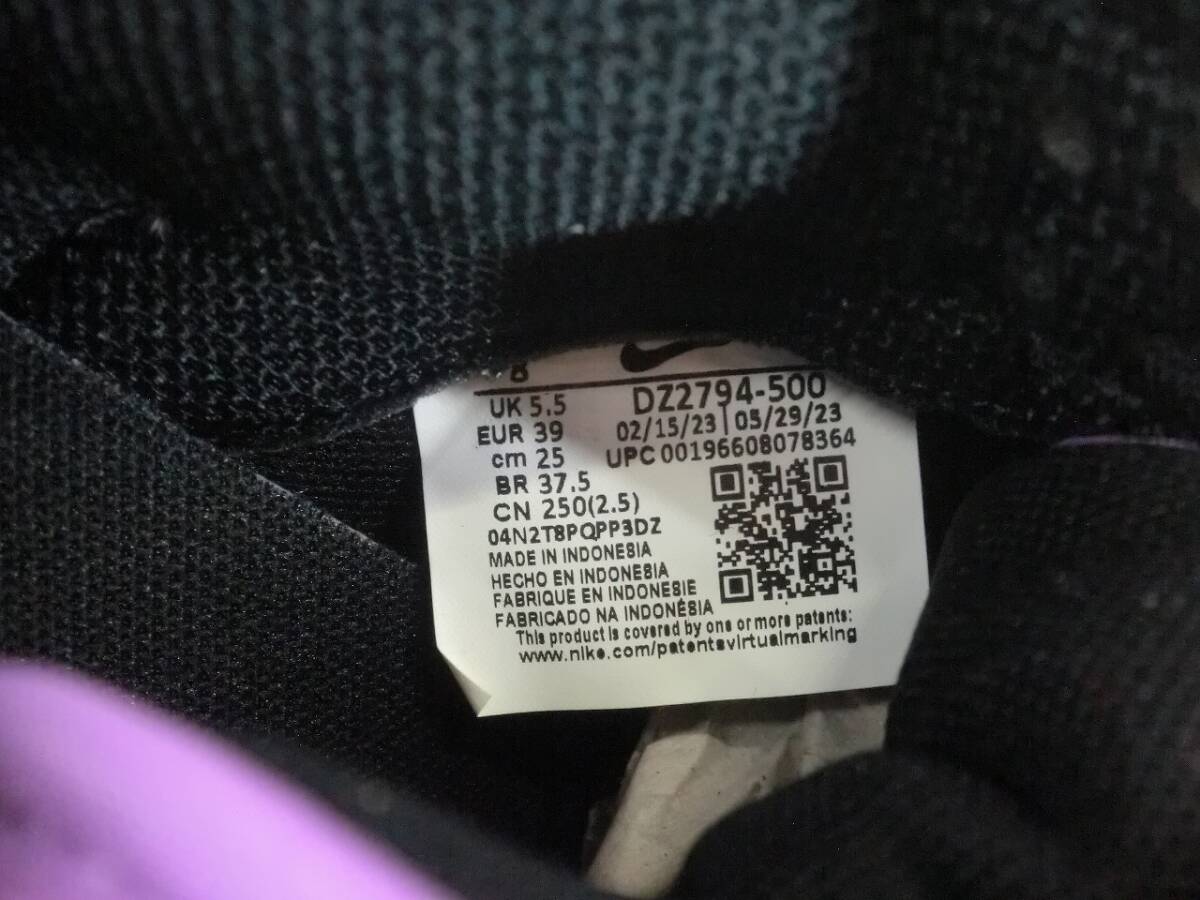 8
UK 5.5
EUR 39
cm 25
BR 37.5
CN 250(2.5)
DZ2794-500
02/15/23 | 05/29/23
UPC 00196608078364
04N2T8PQPP3DZ
MADE IN INDONESIA
HECHO EN INDONESIA
FABRIQUE EN INDONESIE
FABRICADO NA INDONÉSIA
This product is covered by one or more patents:
www.nike.com/patentsvirtualmarking